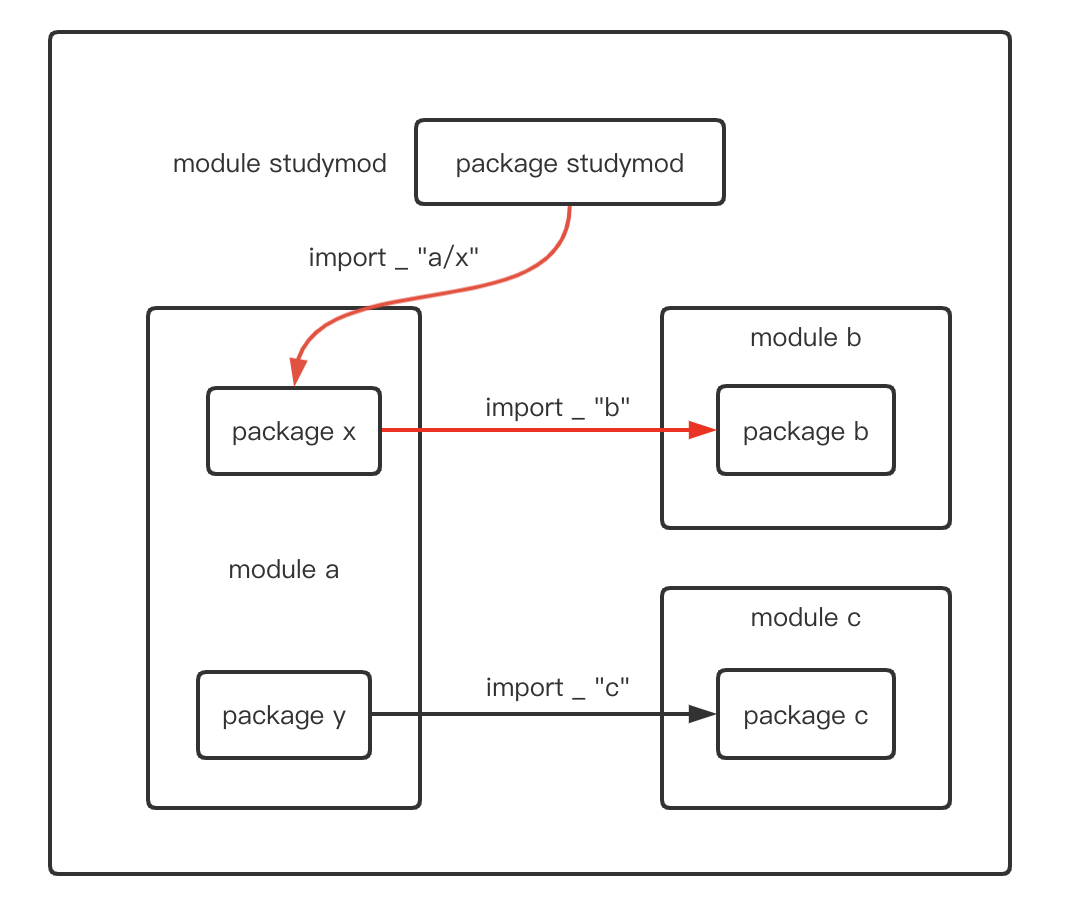 module studymod
package studymod
import _ "a/x"
module b
import _ "b"
package x
package b
module a
module c
import _ "c"
package y
package c